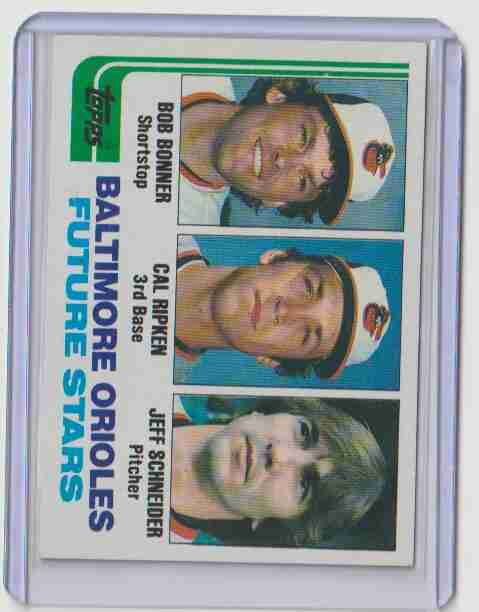 BOB BONNER
Shortstop
CAL RIPKEN
3rd Base
JEFF SCHNEIDER
Pitcher
TOPPS
BALTIMORE ORIOLES
FUTURE STARS